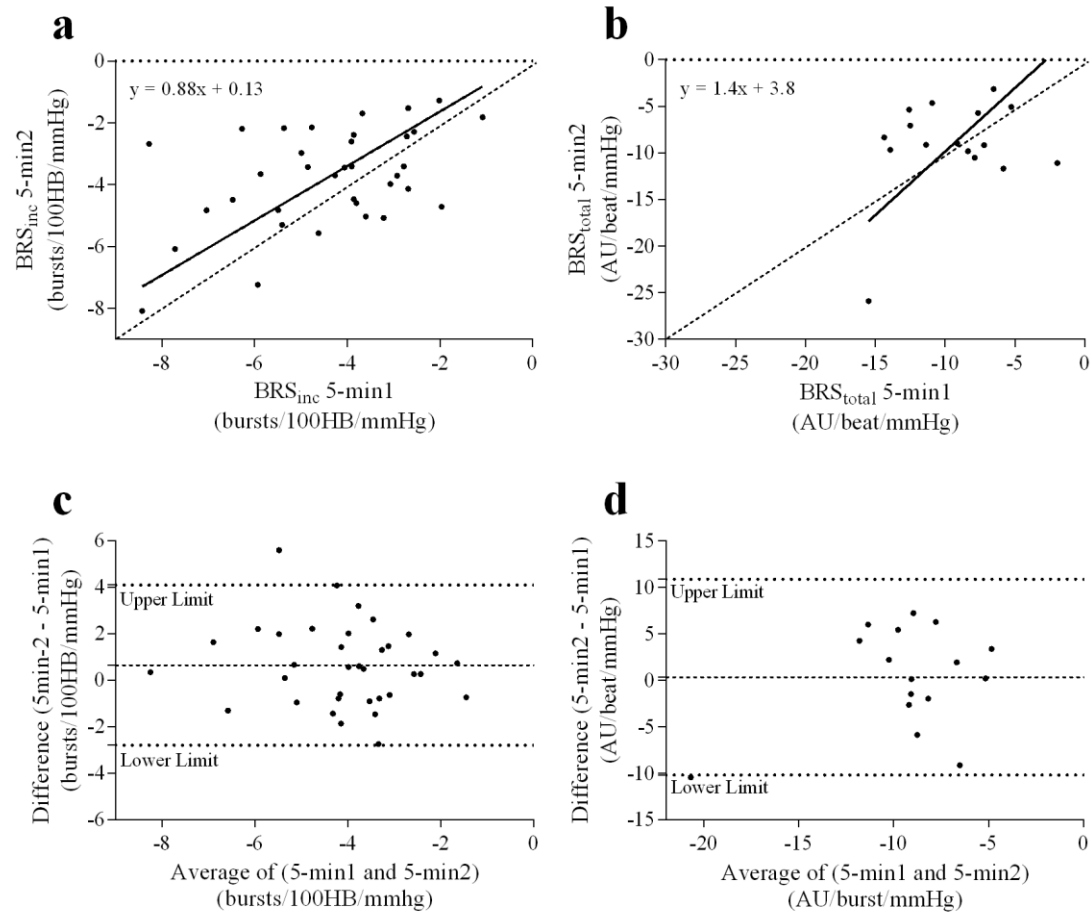 a
y = 0.88x + 0.13
0
-2
-4
-6
-8
BRSinc 5-min2
(bursts/100HB/mmHg)
-8 -6 -4 -2 0
BRSinc 5-min1
(bursts/100HB/mmHg)
b
y = 1.4x + 3.8
0
-5
-10
-15
-20
-25
-30
BRStotal 5-min2
(AU/beat/mmHg)
-30 -25 -20 -15 -10 -5 0
BRStotal 5-min1
(AU/beat/mmHg)
c
6
4
2
0
-2
-4
-6
Difference (5min-2 - 5-min1)
(bursts/100HB/mmHg)
Upper Limit
Lower Limit
-8 -6 -4 -2 0
Average of (5-min1 and 5-min2)
(bursts/100HB/mmhg)
d
15
10
5
0
-5
-10
-15
Difference (5-min2 - 5-min1)
(AU/beat/mmHg)
Upper Limit
Lower Limit
-20 -15 -10 -5 0
Average of (5-min1 and 5-min2)
(AU/burst/mmHg)